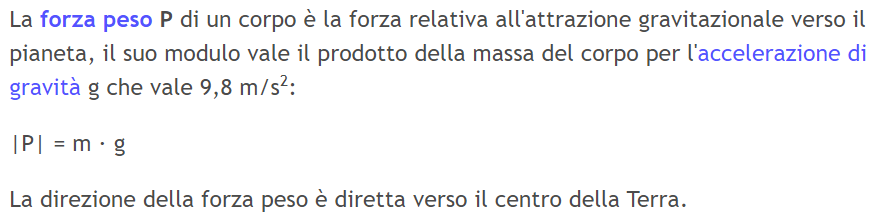 La forza peso P di un corpo è la forza relativa all'attrazione gravitazionale verso il
pianeta, il suo modulo vale il prodotto della massa del corpo per l'accelerazione di
gravità g che vale 9,8 m/s²:
|P| = m · g
La direzione della forza peso è diretta verso il centro della Terra.